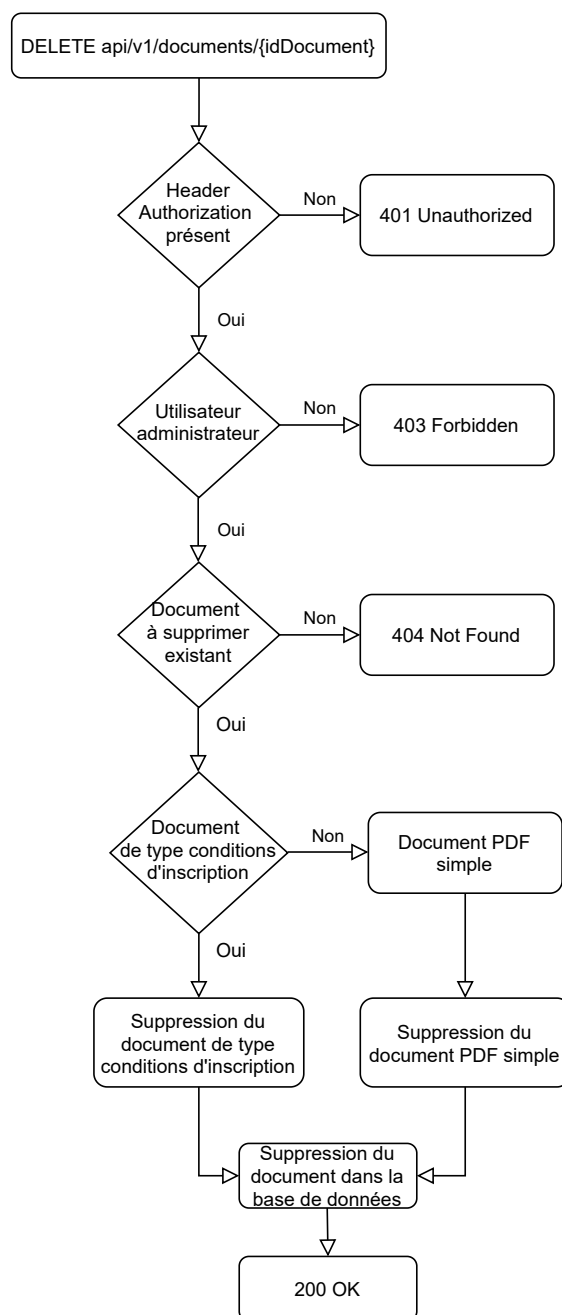 DELETE api/v1/documents/{idDocument}
Header
Authorization
présent
Non
401 Unauthorized
Oui
Utilisateur
administrateur
Non
403 Forbidden
Oui
Document
à supprimer
existant
Non
404 Not Found
Oui
Document
de type conditions
d'inscription
Non
Document PDF
simple
Oui
Suppression du
document de type
conditions d'inscription
Suppression du
document PDF simple
Suppression du
document dans la
base de données
200 OK